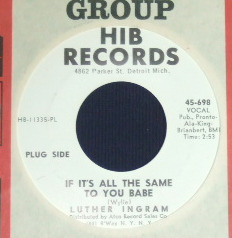 GROUP
HIB
RECORDS
4862 Parker St. Detroit Mich.
45-698
VOCAL
Pub., Pronto-
Ala-King-
Brianbert, BMI
Time: 2:53
HB-11335-PL
PLUG SIDE
IF IT'S ALL THE SAME
TO YOU BABE
(Wylie)
LUTHER INGRAM
Distributed by Allan Record Sales Co.
N.Y., N.Y.